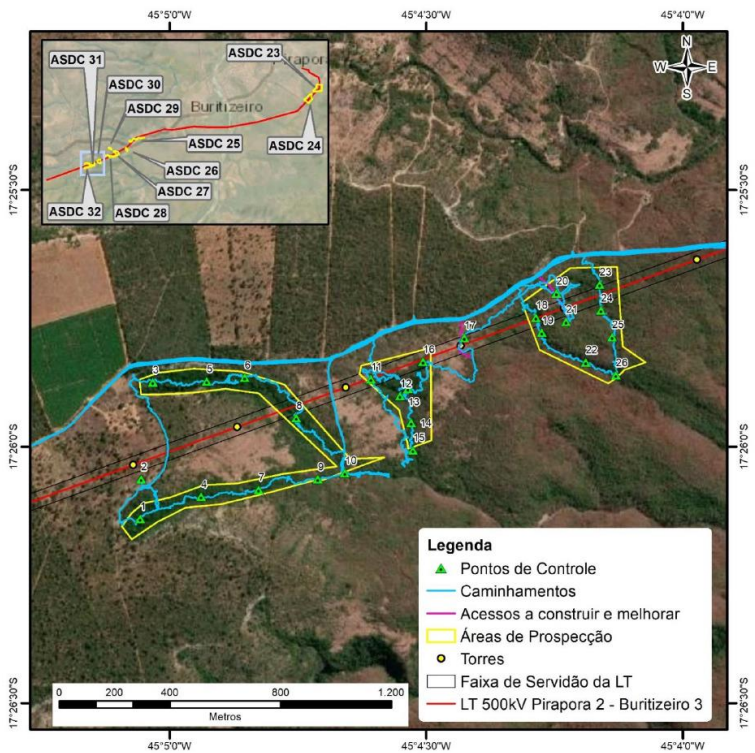 45°5'0"W 45°4'30"W 45°4'0"W
N
W E
S
ASDC 23
ASDC 31
ASDC 30
ASDC 29
Buritizeiro
ASDC 25
ASDC 24
ASDC 26
ASDC 27
ASDC 32
ASDC 28
17°25'30"S 17°25'30"S
23
20
24
18
21
19
17
25
16
22
26
11
3 5 6
12
13
8
14
15
2
10
9
7
4
1
17°26'0"S 17°26'0"S
Legenda
Pontos de Controle
Caminhamentos
Acessos a construir e melhorar
Áreas de Prospecção
Torres
Faixa de Servidão da LT
LT 500kV Pirapora 2 - Buritizeiro 3
0 200 400 800 1.200
Metros
17°26'30"S 17°26'30"S
45°5'0"W 45°4'30"W 45°4'0"W